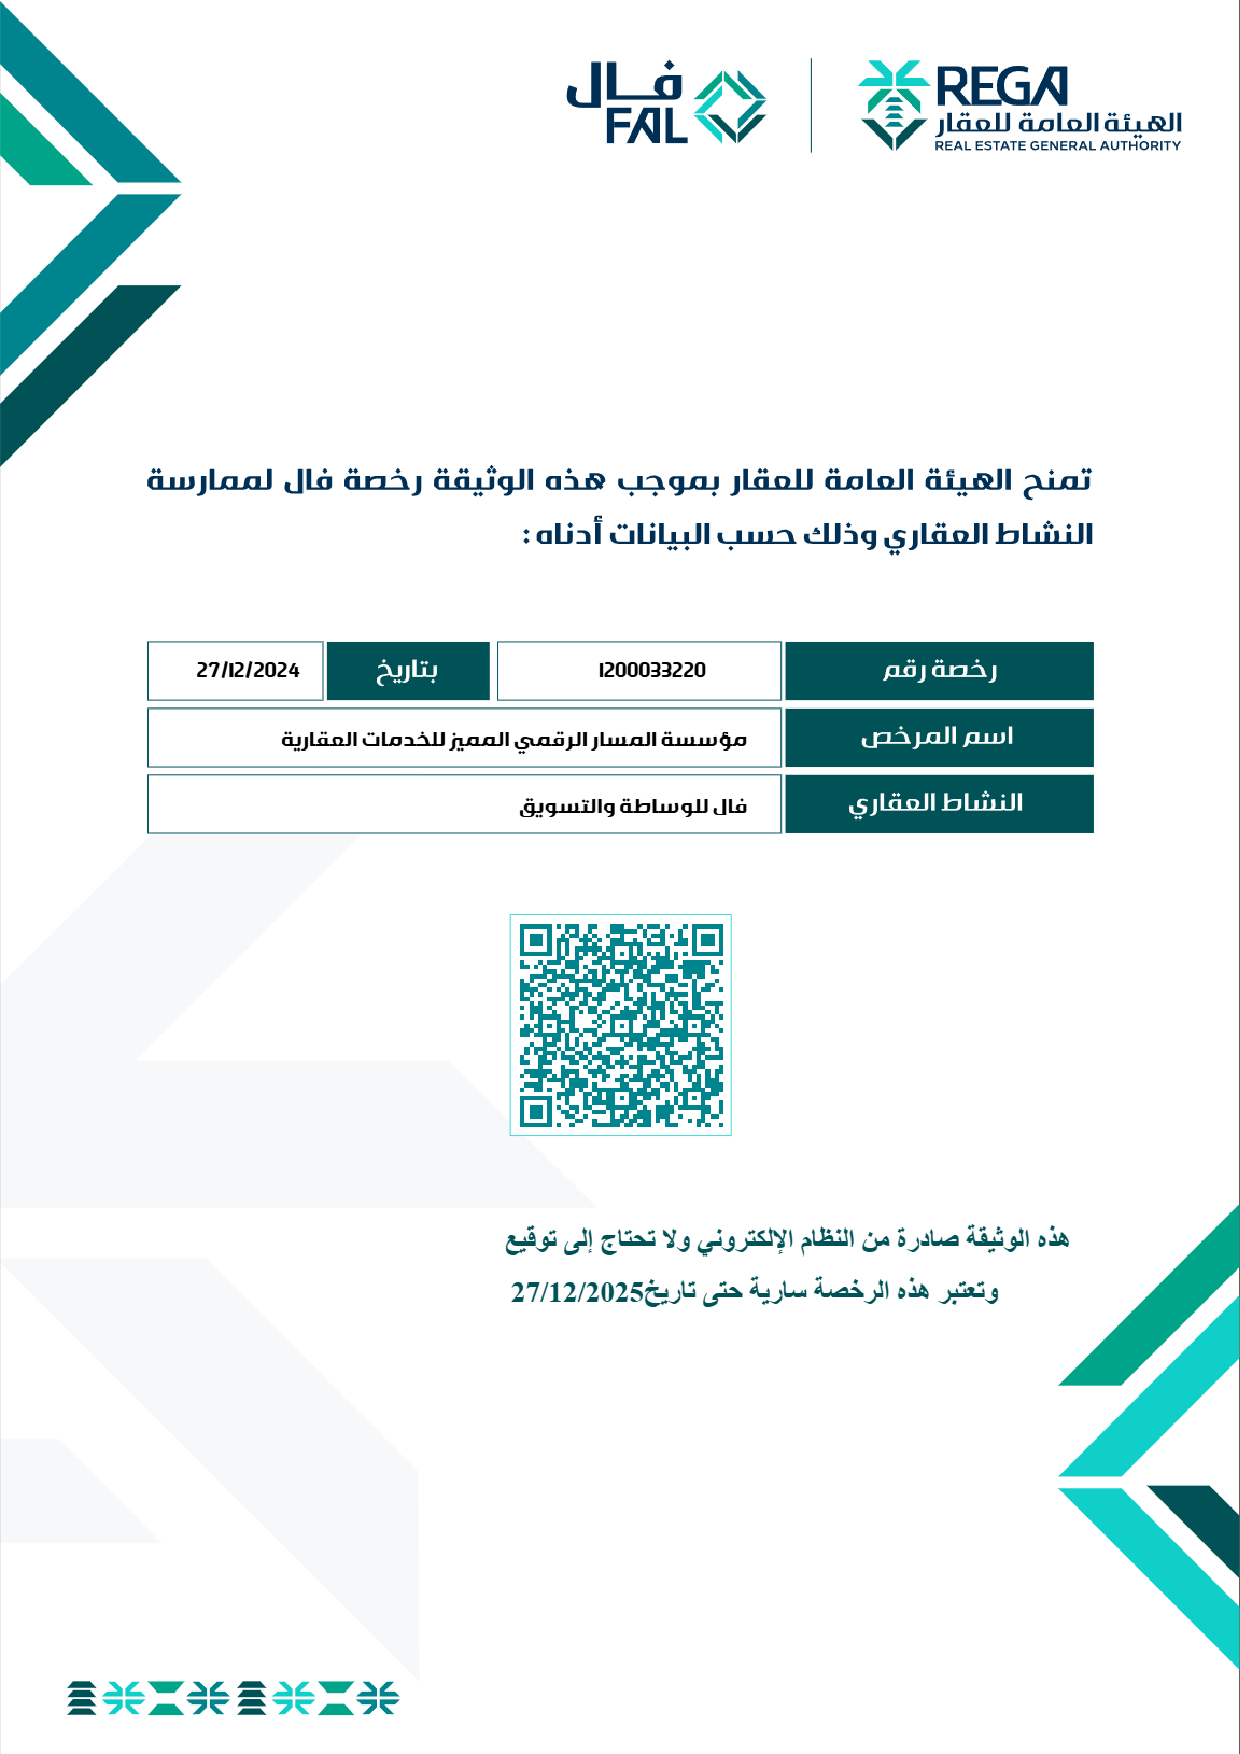 فال
FAL
REGA
الهيئة العامة للعقار
REAL ESTATE GENERAL AUTHORITY
تمنح الهيئة العامة للعقار بموجب هذه الوثيقة رخصة فال لممارسة
النشاط العقاري وذلك حسب البيانات أدناه :
رخصة رقم 1200033220 بتاريخ 27/12/2024
اسم المرخص مؤسسة المسار الرقمي المميز للخدمات العقارية
النشاط العقاري فال للوساطة والتسويق
هذه الوثيقة صادرة من النظام الإلكتروني ولا تحتاج إلى توقيع
وتعتبر هذه الرخصة سارية حتى تاريخ27/12/2025